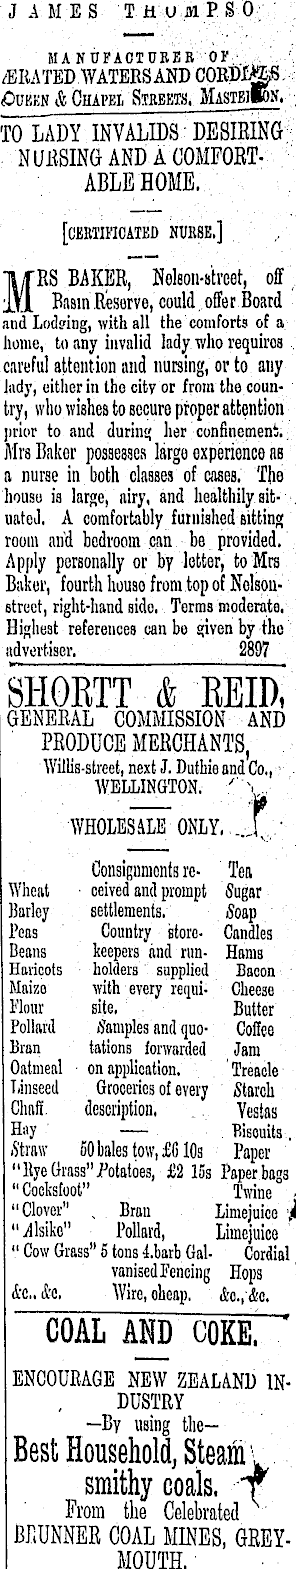 JAMES THOMPSO
MANUFACTURER OF
ÆRATED WATERS AND CORDIALS
QUEEN & CHAPEL STREETS, MASTERTON.
TO LADY INVALIDS DESIRING
NURSING AND A COMFORT-
ABLE HOME.
[CERTIFICATED NURSE.]
MRS BAKER, Nelson-street, off
Basin Reserve, could offer Board
and Lodging, with all the comforts of a
home, to any invalid lady who requires
careful attention and nursing, or to any
lady, either in the city or from the coun-
try, who wishes to secure proper attention
prior to and during her confinement.
Mrs Baker possesses large experience as
a nurse in both classes of cases. The
house is large, airy, and healthily sit-
uated. A comfortably furnished sitting
room and bedroom can be provided.
Apply personally or by letter, to Mrs
Baker, fourth house from top of Nelson-
street, right-hand side. Terms moderate.
Highest references can be given by the
advertiser. 2897
SHORTT & REID,
GENERAL COMMISSION AND
PRODUCE MERCHANTS,
Willis-street, next J. Duthie and Co.,
WELLINGTON.
WHOLESALE ONLY.
Consignments re- Tea
Wheat ceived and prompt Sugar
Barley settlements. Soap
Peas Country store- Candles
Beans keepers and run- Hams
Haricots holders supplied Bacon
Maize with every requi- Cheese
Flour site. Butter
Pollard Samples and quo- Coffee
Bran tations forwarded Jam
Oatmeal on application. Treacle
Linseed Groceries of every Starch
Chaff description. Vestas
Hay Biscuits
Straw 50 bales tow, £6 10s Paper
"Rye Grass" Potatoes, £2 15s Paper bags
"Cocksfoot" Twine
"Clover" Bran Limejuice
"Alsike" Pollard, Limejuice
"Cow Grass" 5 tons 4.barb Gal- Cordial
vanised Fencing Hops
&c., &c. Wire, cheap. &c., &c.
COAL AND COKE.
ENCOURAGE NEW ZEALAND IN-
DUSTRY
—By using the—
Best Household, Steam
smithy coals.
From the Celebrated
BRUNNER COAL MINES, GREY-
MOUTH.